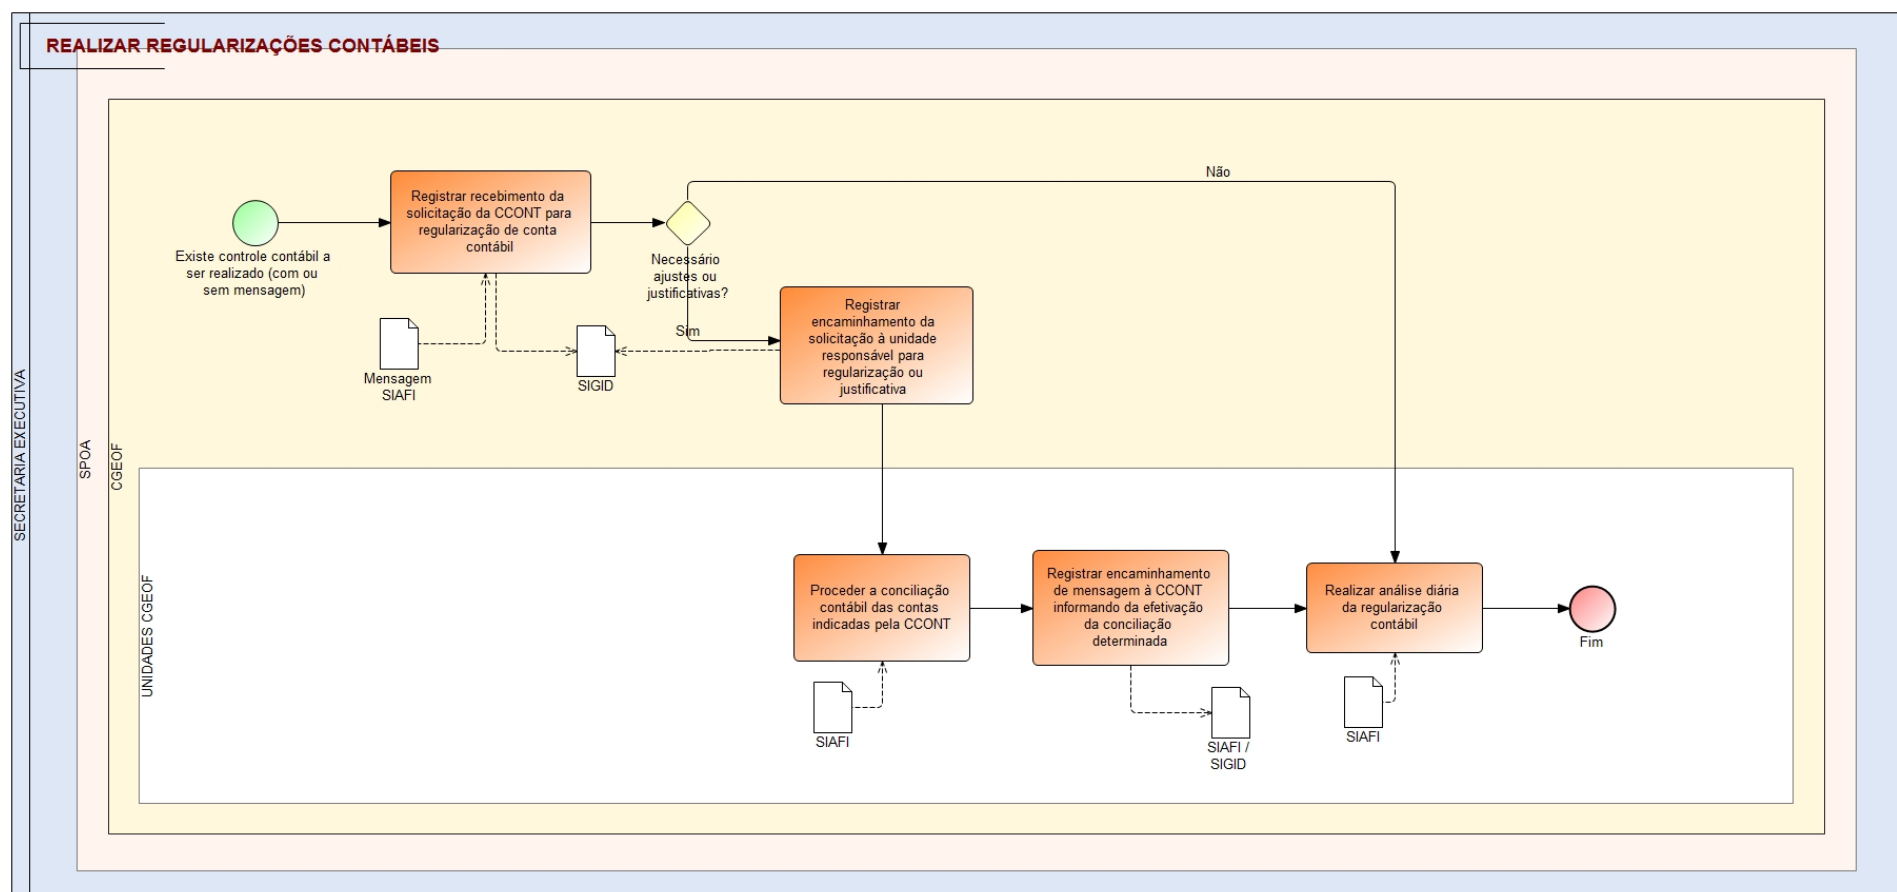 REALIZAR REGULARIZAÇÕES CONTÁBEIS
SECRETARIA EXECUTIVA
SPOA
CGEOF
UNIDADES CGEOF
Existe controle contábil a
ser realizado (com ou
sem mensagem)
Registrar recebimento da
solicitação da CCONT para
regularização de conta
contábil
Mensagem
SIAFI
SIGID
Necessário
ajustes ou
justificativas?
Não
Sim
Registrar
encaminhamento da
solicitação à unidade
responsável para
regularização ou
justificativa
Proceder a conciliação
contábil das contas
indicadas pela CCONT
SIAFI
Registrar encaminhamento
de mensagem à CCONT
informando da efetivação
da conciliação
determinada
SIAFI /
SIGID
Realizar análise diária
da regularização
contábil
SIAFI
Fim